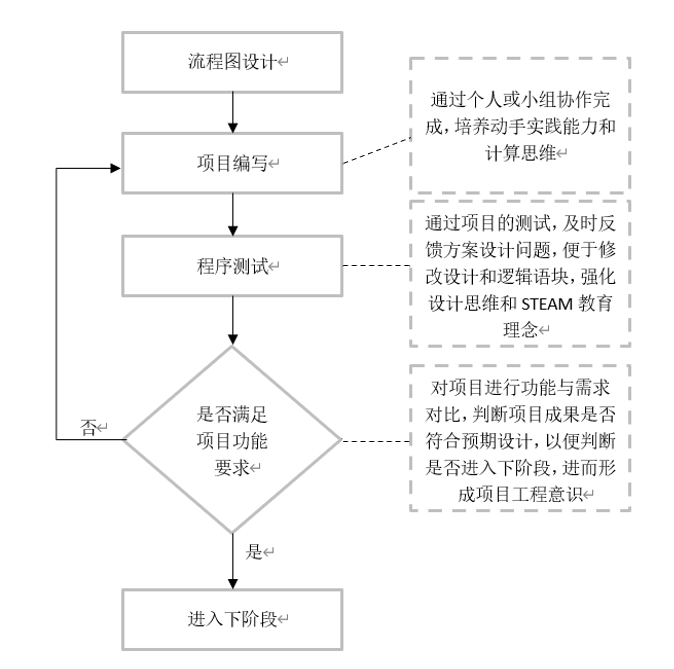 流程图设计
通过个人或小组协作完
成，培养动手实践能力和
计算思维
项目编写
通过项目的测试，及时反
馈方案设计问题，便于修
改设计和逻辑语块，强化
设计思维和 STEAM 教育
理念
程序测试
是否满足
项目功能
要求
对项目进行功能与需求
对比，判断项目成果是否
符合预期设计，以便判断
是否进入下阶段，进而形
成项目工程意识
否
是
进入下阶段